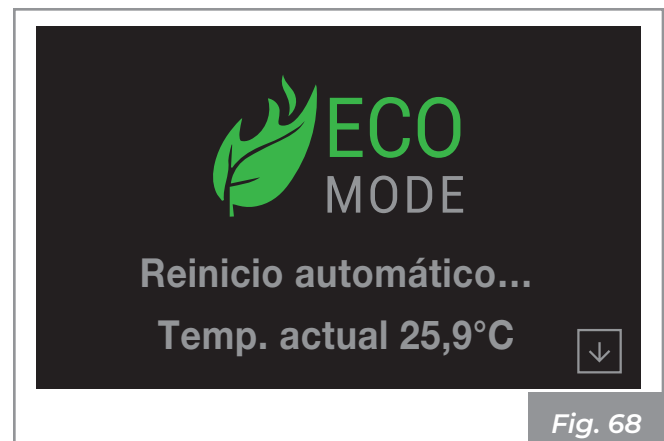 ECO
MODE
Reinicio automático...
Temp. actual 25,9°C
Fig. 68